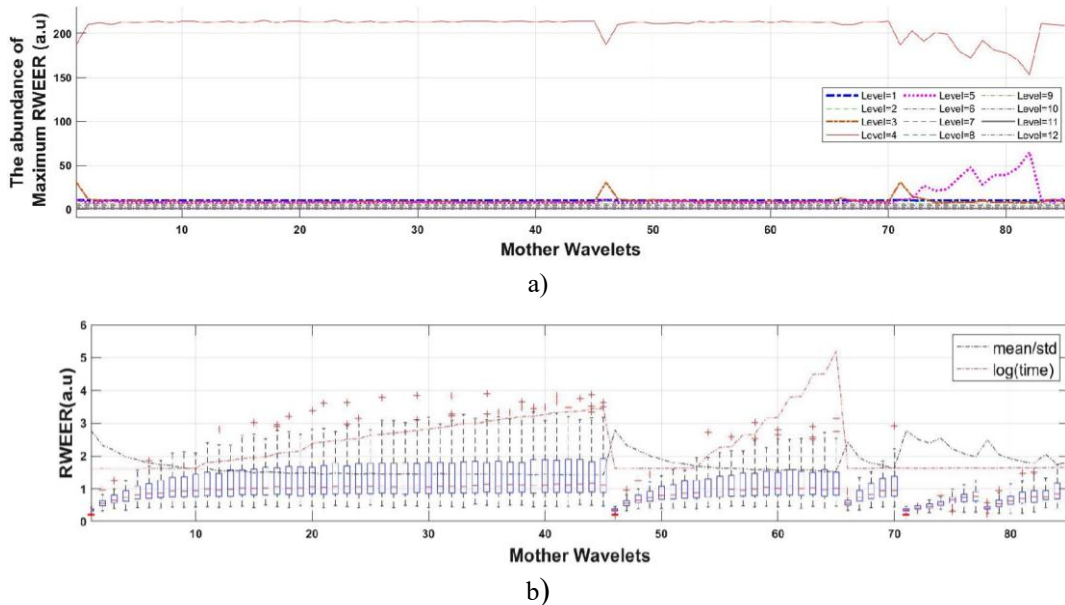 The abundance of
Maximum RWEER (a.u)
200
150
100
50
0
Level=1 Level=5 Level=9
Level=2 Level=6 Level=10
Level=3 Level=7 Level=11
Level=4 Level=8 Level=12
10 20 30 40 50 60 70 80
Mother Wavelets
a)
RWEER(a.u)
6
5
4
3
2
1
0
mean/std
log(time)
10 20 30 40 50 60 70 80
Mother Wavelets
b)